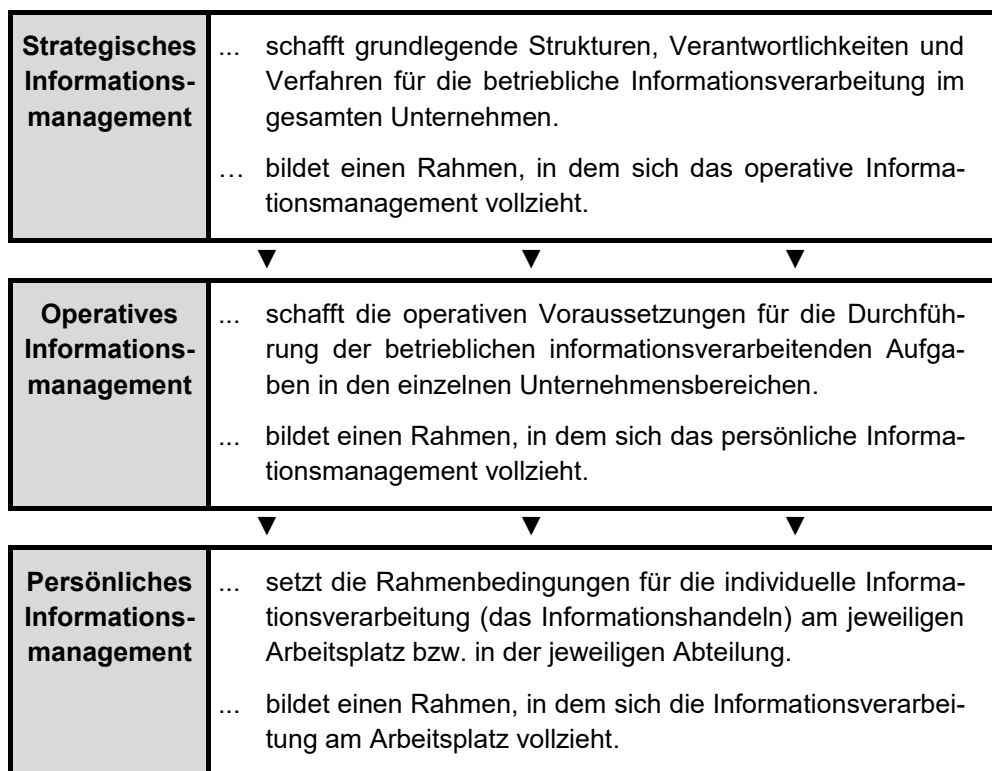 Strategisches
Informations-
management
... schafft grundlegende Strukturen, Verantwortlichkeiten und
Verfahren für die betriebliche Informationsverarbeitung im
gesamten Unternehmen.
… bildet einen Rahmen, in dem sich das operative Informa-
tionsmanagement vollzieht.
▼ ▼ ▼
Operatives
Informations-
management
... schafft die operativen Voraussetzungen für die Durchfüh-
rung der betrieblichen informationsverarbeitenden Aufga-
ben in den einzelnen Unternehmensbereichen.
... bildet einen Rahmen, in dem sich das persönliche Informa-
tionsmanagement vollzieht.
▼ ▼ ▼
Persönliches
Informations-
management
... setzt die Rahmenbedingungen für die individuelle Informa-
tionsverarbeitung (das Informationshandeln) am jeweiligen
Arbeitsplatz bzw. in der jeweiligen Abteilung.
... bildet einen Rahmen, in dem sich die Informationsverarbei-
tung am Arbeitsplatz vollzieht.